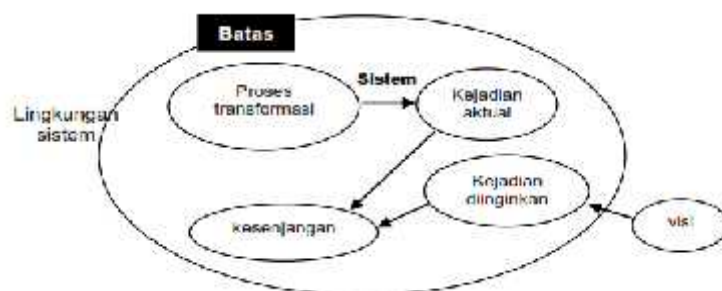 Batas
Sistem
Proses
transformasi
Kejadian
aktual
Lingkungan
sistem
Kejadian
diinginkan
kesenjangan
visi